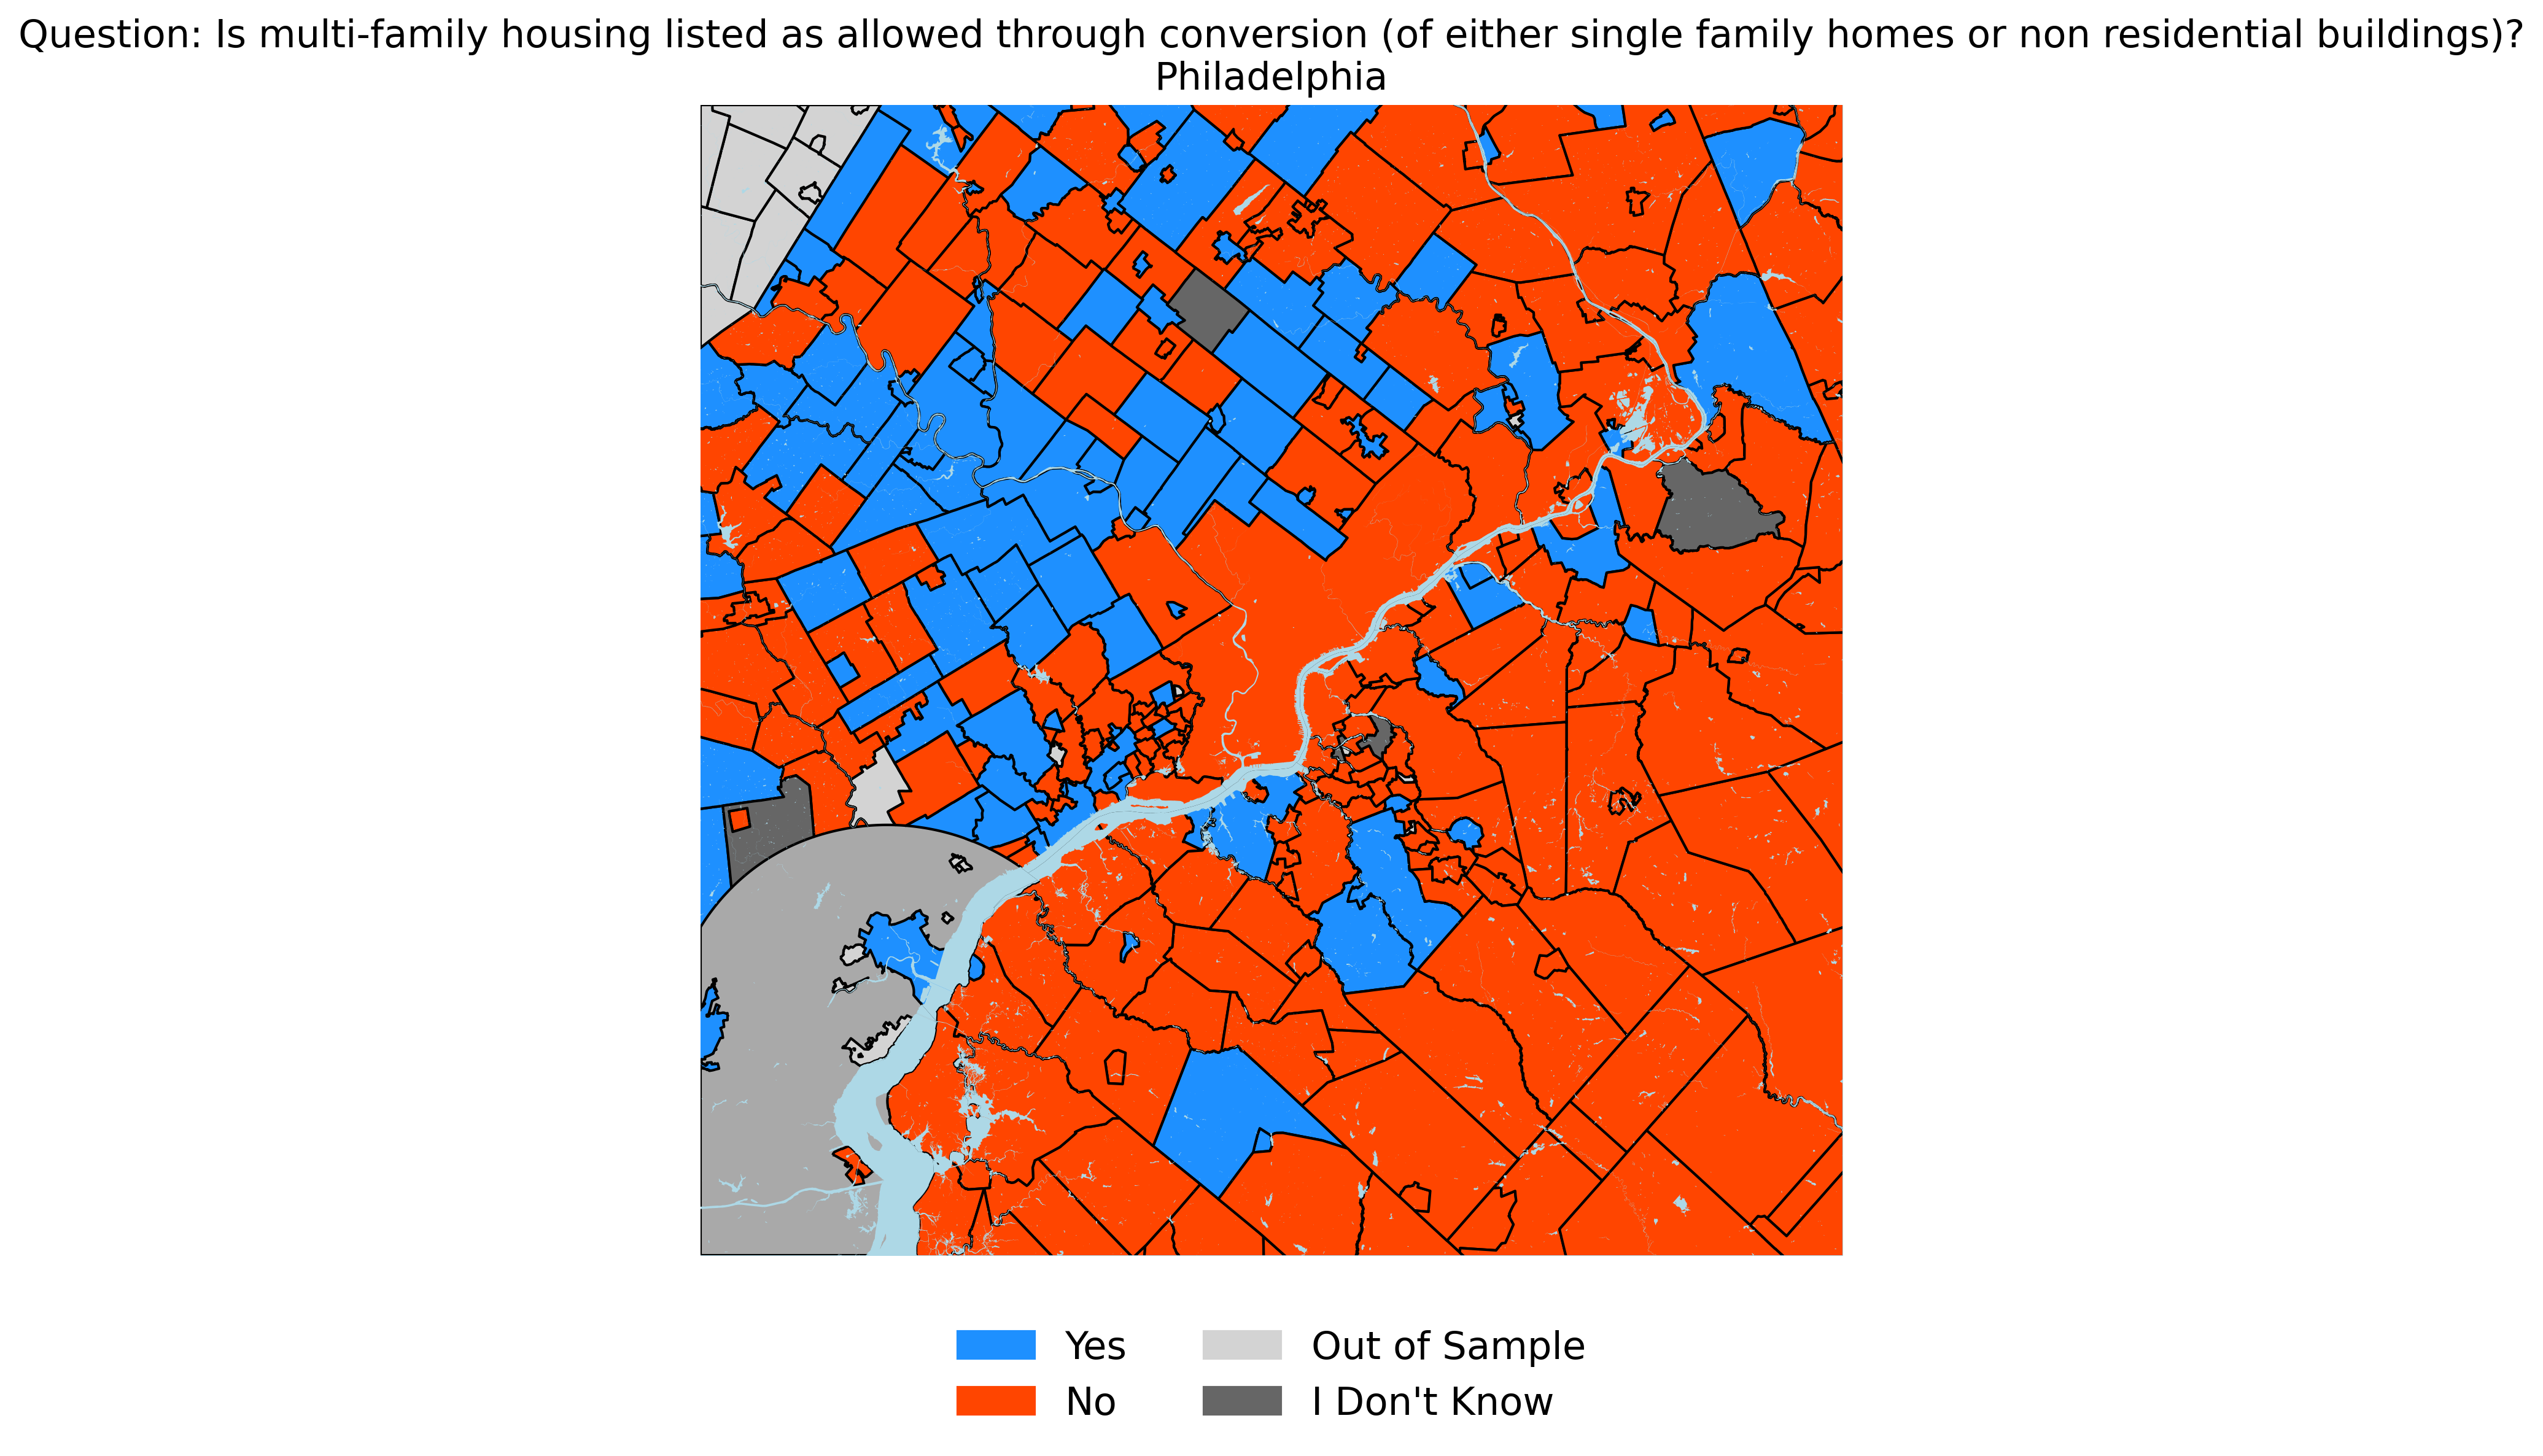 Question: Is multi-family housing listed as allowed through conversion (of either single family homes or non residential buildings)?
Philadelphia
Yes
No
Out of Sample
I Don't Know